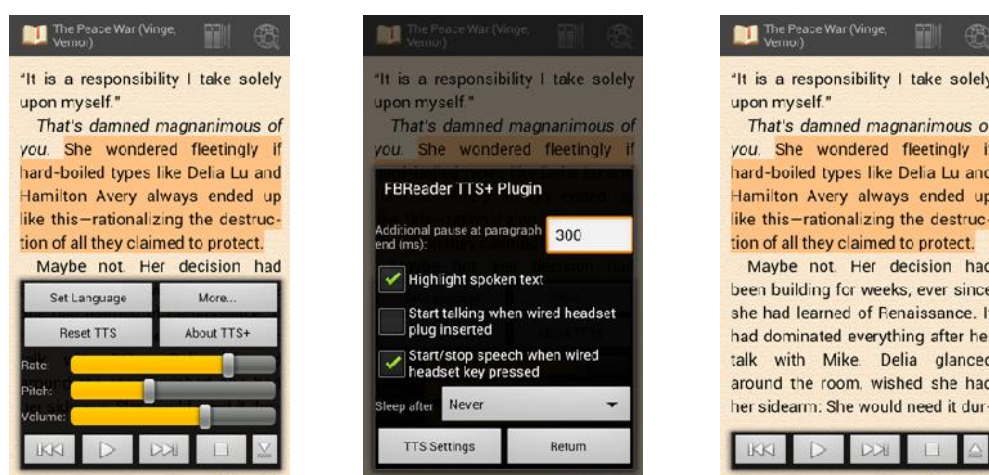 The Peace War (Vinge,
Vernor)
"It is a responsibility I take solely
upon myself."
That's damned magnanimous of
you. She wondered fleetingly if
hard-boiled types like Delia Lu and
Hamilton Avery always ended up
like this—rationalizing the destruc-
tion of all they claimed to protect.
Maybe not. Her decision had
Set Language
More...
Reset TTS
About TTS+
Rate:
Pitch:
Volume:
The Peace War (Vinge,
Vernor)
"It is a responsibility I take solely
upon myself."
That's damned magnanimous of
you. She wondered fleetingly if
FBReader TTS+ Plugin
Additional pause at paragraph
end (ms):
300
Highlight spoken text
Start talking when wired headset
plug inserted
Start/stop speech when wired
headset key pressed
Sleep after
Never
TTS Settings
Return
The Peace War (Vinge,
Vernor)
"It is a responsibility I take solely
upon myself."
That's damned magnanimous of
you. She wondered fleetingly if
hard-boiled types like Delia Lu and
Hamilton Avery always ended up
like this—rationalizing the destruc-
tion of all they claimed to protect.
Maybe not. Her decision had
been building for weeks, ever since
she had learned of Renaissance. It
had dominated everything after her
talk with Mike. Delia glanced
around the room, wished she had
her sidearm: She would need it dur-